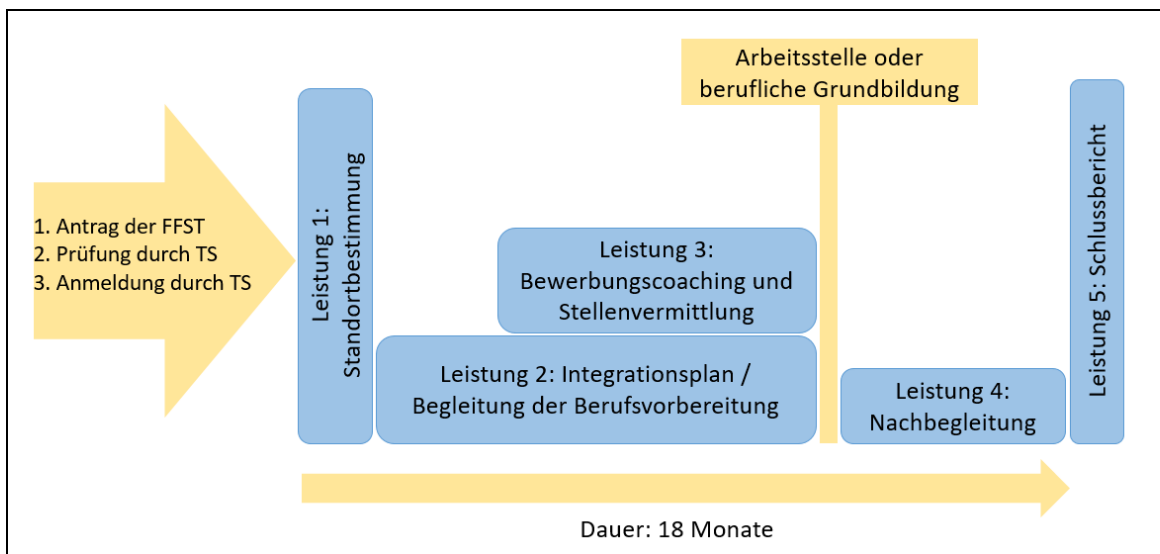 1. Antrag der FFST
2. Prüfung durch TS
3. Anmeldung durch TS
Leistung 1:
Standortbestimmung
Leistung 3:
Bewerbungscoaching und
Stellenvermittlung
Leistung 2: Integrationsplan /
Begleitung der Berufsvorbereitung
Arbeitsstelle oder
berufliche Grundbildung
Leistung 4:
Nachbegleitung
Leistung 5: Schlussbericht
Dauer: 18 Monate